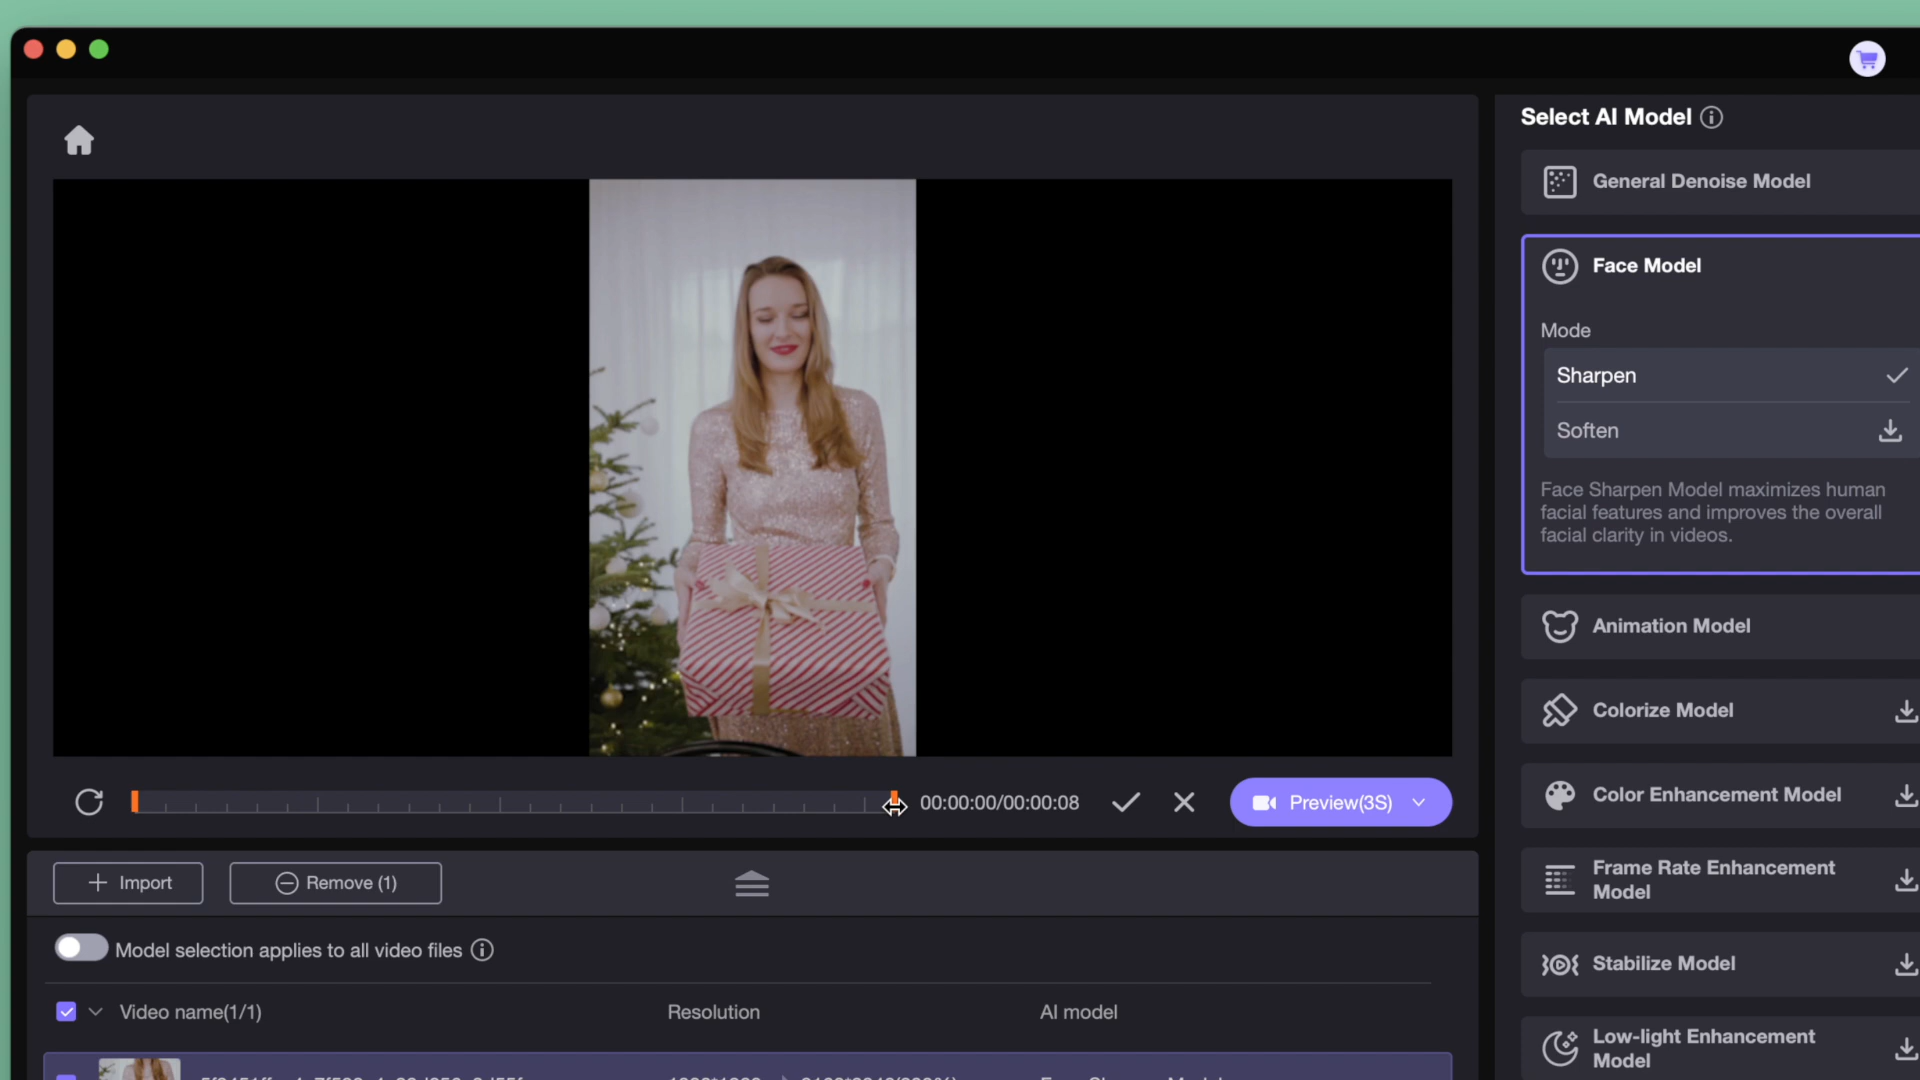 Select AI Model
General Denoise Model
Face Model
Mode
Sharpen
Soften
Face Sharpen Model maximizes human
facial features and improves the overall
facial clarity in videos.
Animation Model
Colorize Model
Color Enhancement Model
Frame Rate Enhancement
Model
Stabilize Model
Low-light Enhancement
Model
00:00:00/00:00:08
Preview(3S)
Import
Remove (1)
Model selection applies to all video files
Video name(1/1)
Resolution
AI model